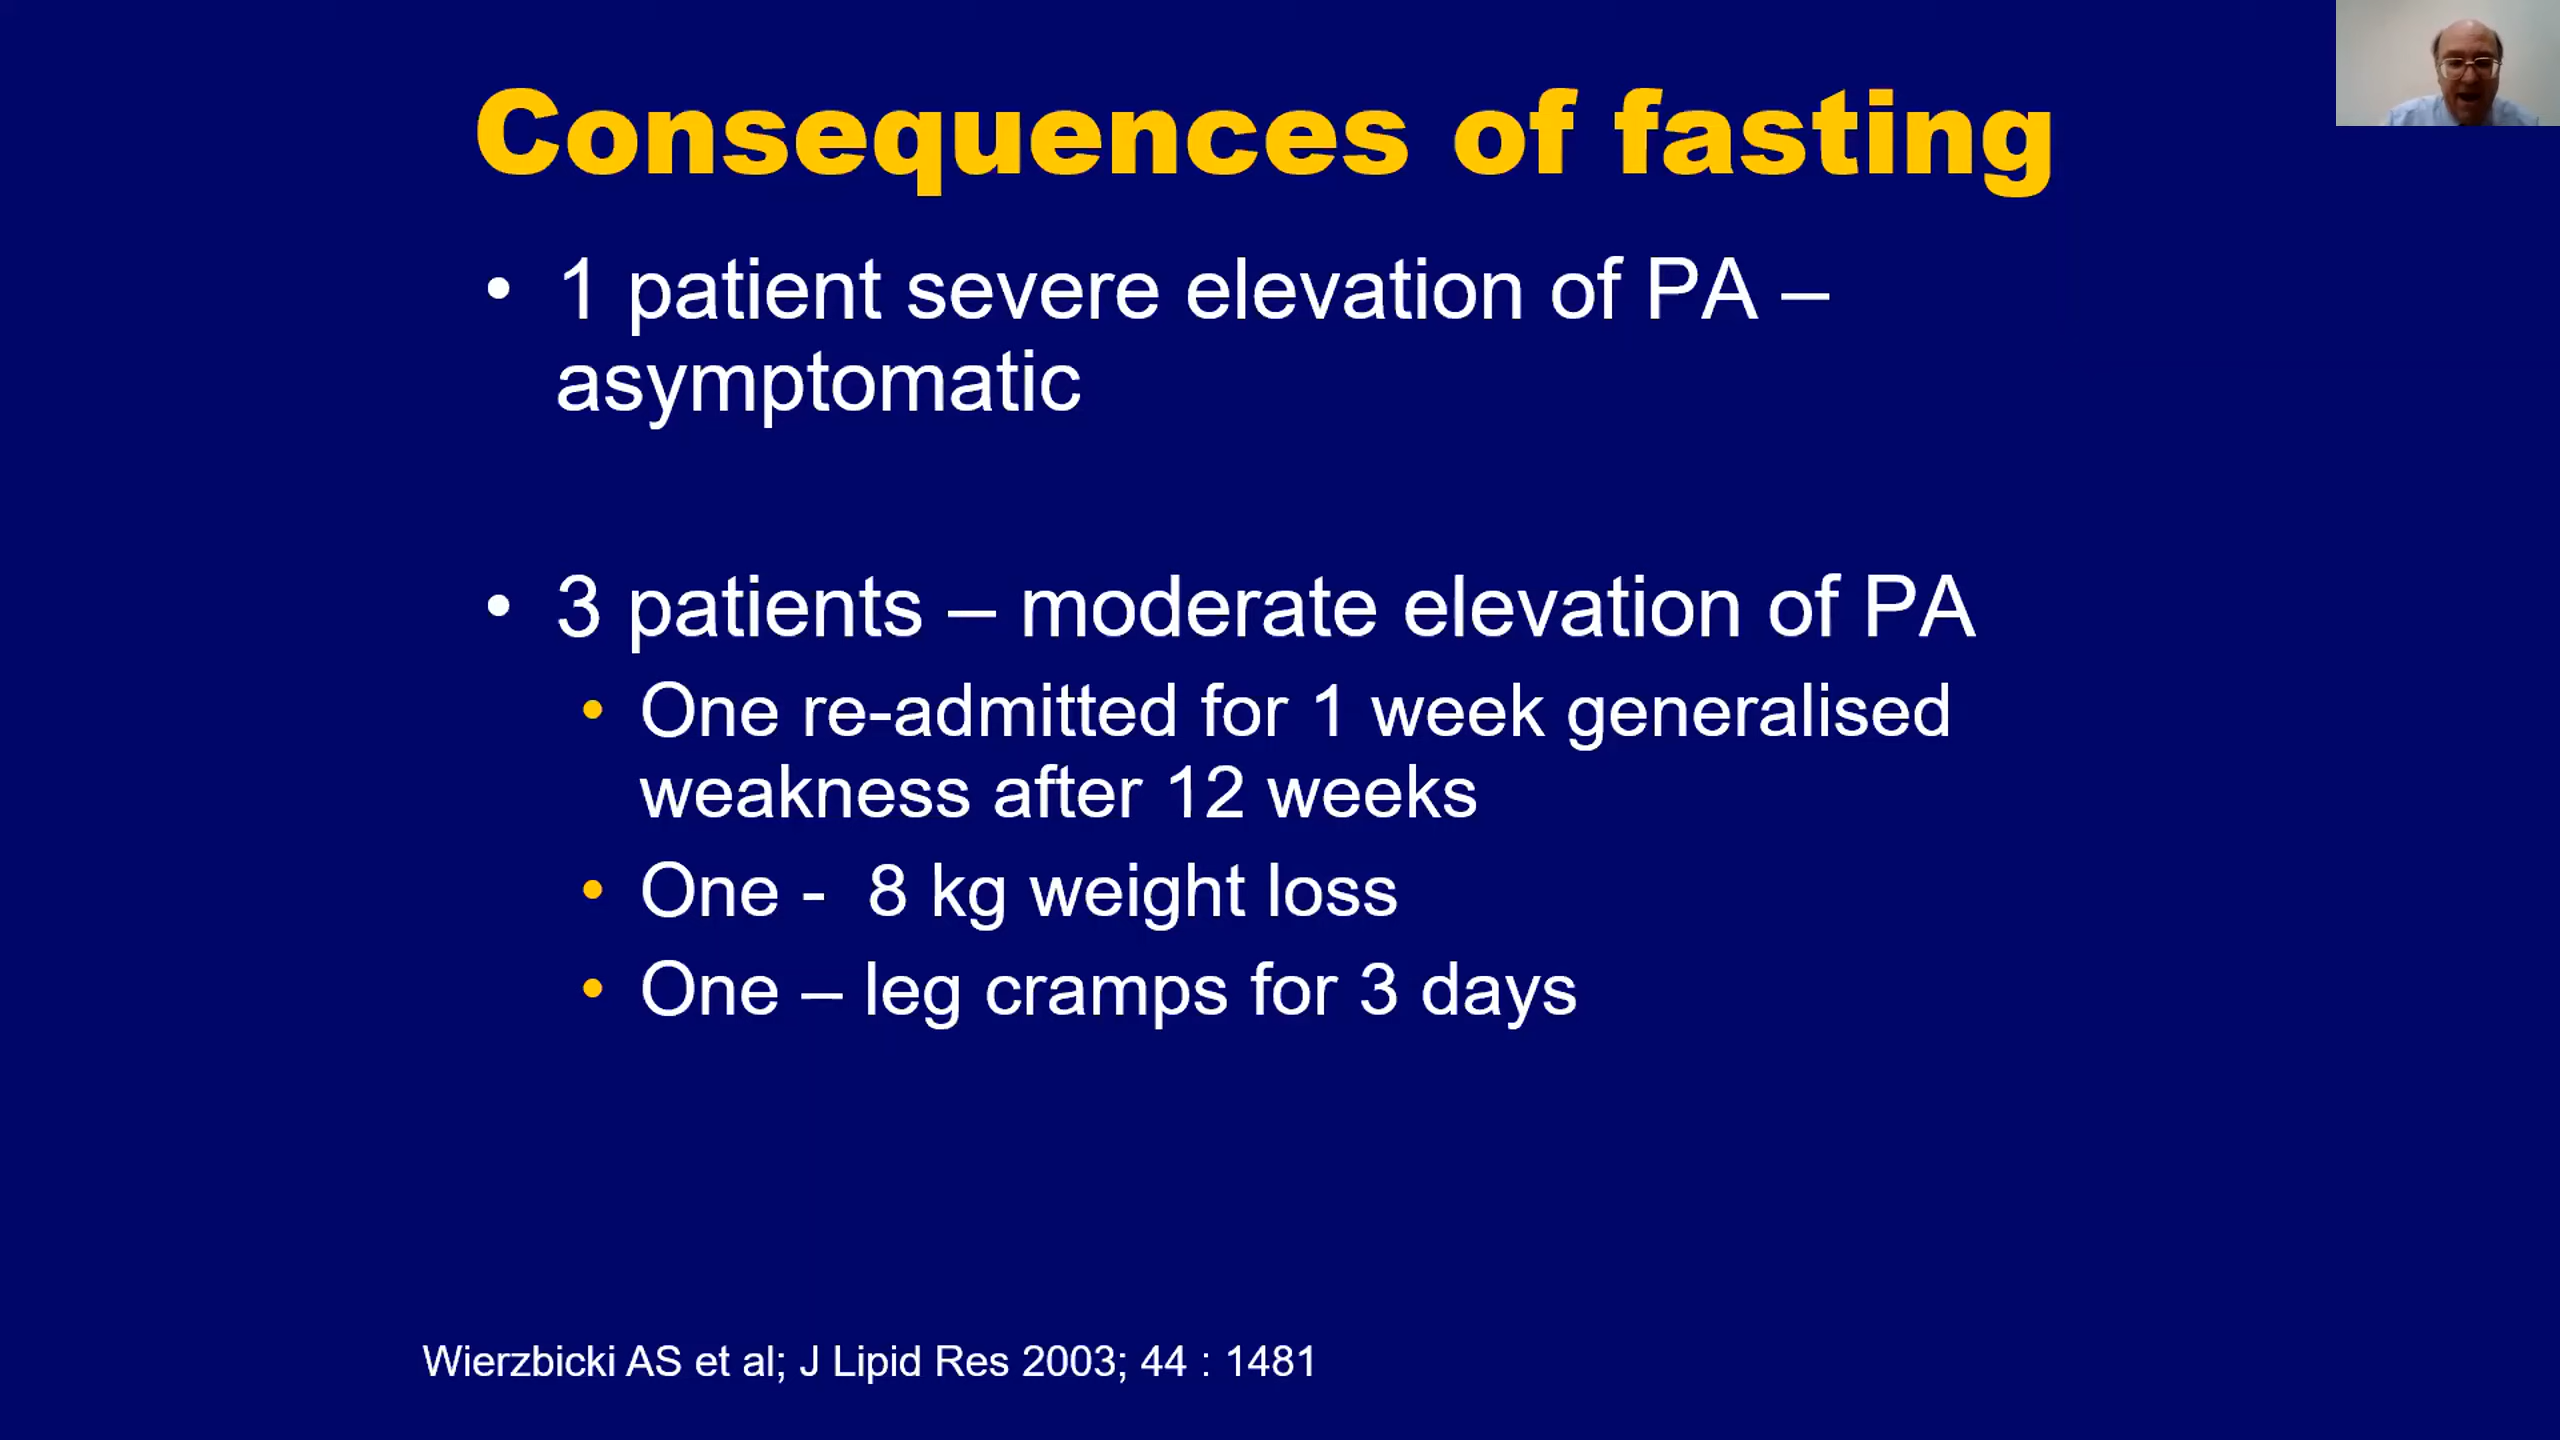 Consequences of fasting
• 1 patient severe elevation of PA –
asymptomatic
• 3 patients – moderate elevation of PA
• One re-admitted for 1 week generalised
weakness after 12 weeks
• One -  8 kg weight loss
• One – leg cramps for 3 days
Wierzbicki AS et al; J Lipid Res 2003; 44 : 1481